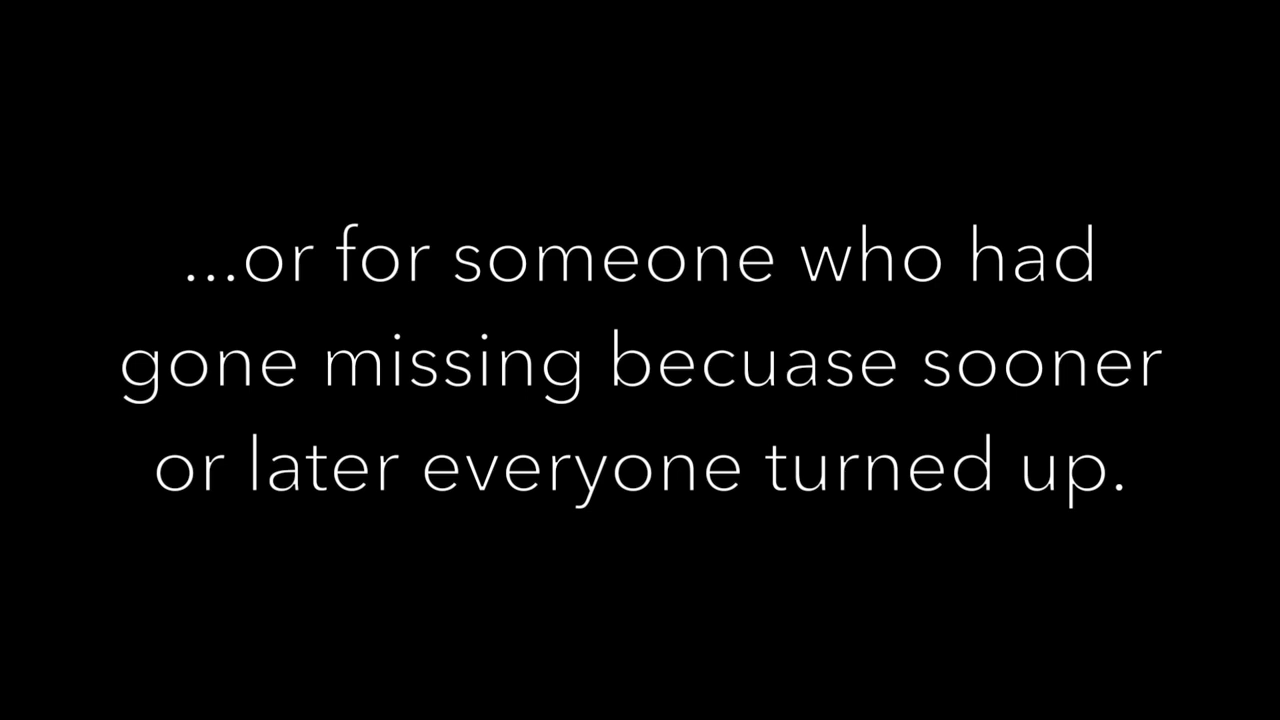 ...or for someone who had
gone missing becuase sooner
or later everyone turned up.